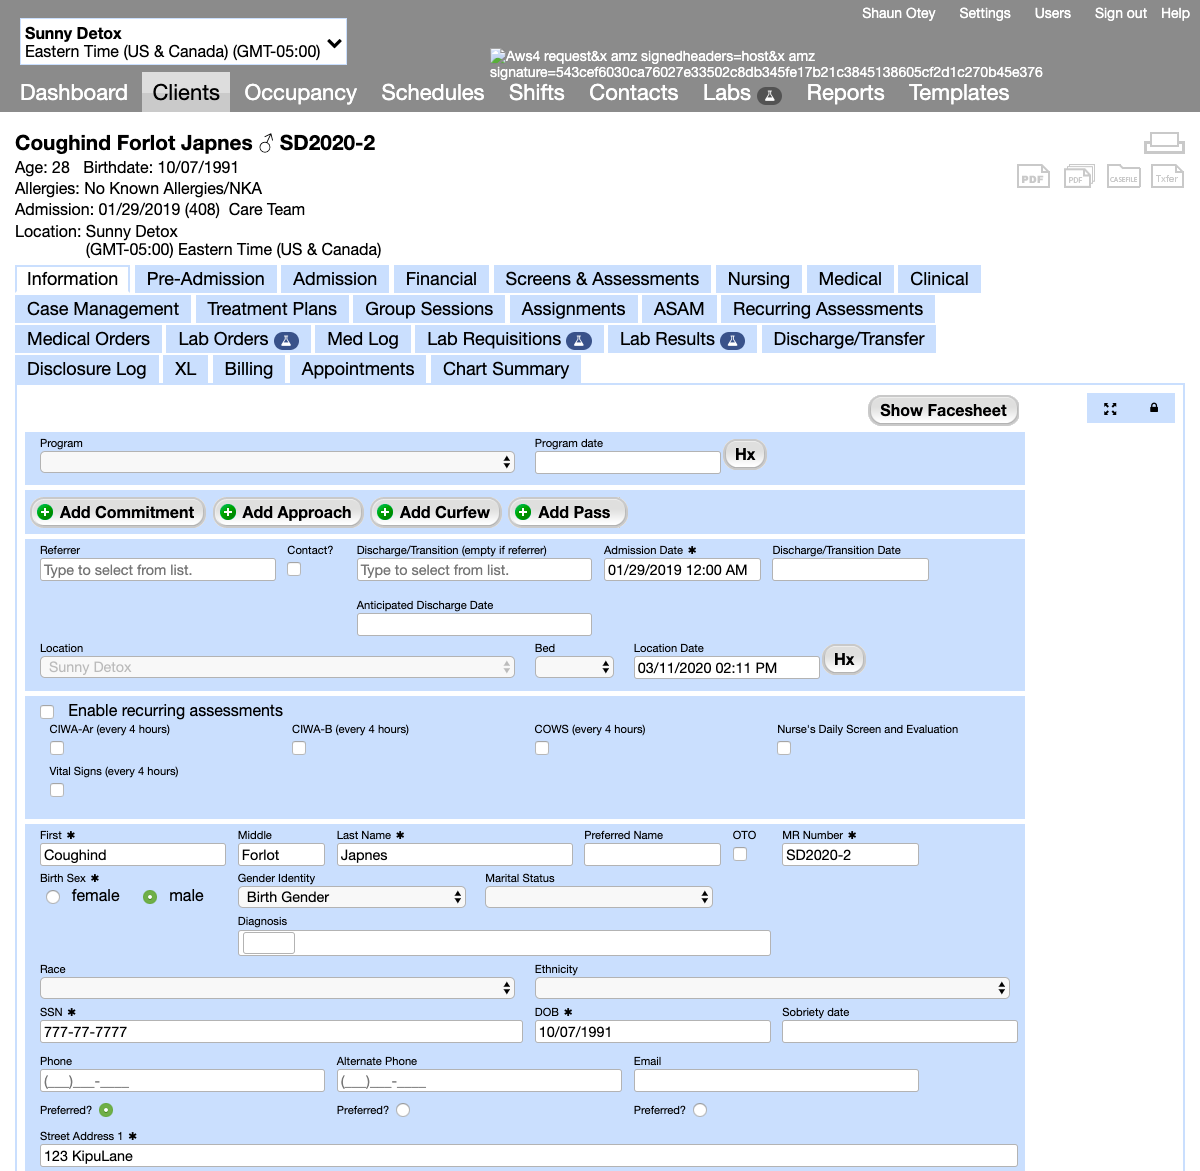 Shaun Otey Settings Users Sign out Help
Sunny Detox
Eastern Time (US & Canada) (GMT-05:00)
Aws4 request&x amz signedheaders=host&x amz
signature=543cef6030ca76027e33502c8db345fe17b21c3845138605cf2d1c270b45e376
Dashboard Clients Occupancy Schedules Shifts Contacts Labs Reports Templates
Coughind Forlot Japnes ♂ SD2020-2
Age: 28 Birthdate: 10/07/1991
Allergies: No Known Allergies/NKA
PDF PDF CASEFILE Txfer
Admission: 01/29/2019 (408) Care Team
Location: Sunny Detox
(GMT-05:00) Eastern Time (US & Canada)
Information Pre-Admission Admission Financial Screens & Assessments Nursing Medical Clinical
Case Management Treatment Plans Group Sessions Assignments ASAM Recurring Assessments
Medical Orders Lab Orders Med Log Lab Requisitions Lab Results Discharge/Transfer
Disclosure Log XL Billing Appointments Chart Summary
Show Facesheet
Program Program date
Hx
Add Commitment Add Approach Add Curfew Add Pass
Referrer Contact? Discharge/Transition (empty if referrer) Admission Date ✱ Discharge/Transition Date
Type to select from list. Type to select from list. 01/29/2019 12:00 AM
Anticipated Discharge Date
Location Bed Location Date
Sunny Detox 03/11/2020 02:11 PM Hx
Enable recurring assessments
CIWA-Ar (every 4 hours) CIWA-B (every 4 hours) COWS (every 4 hours) Nurse's Daily Screen and Evaluation
Vital Signs (every 4 hours)
First ✱ Middle Last Name ✱ Preferred Name OTO MR Number ✱
Coughind Forlot Japnes SD2020-2
Birth Sex ✱ Gender Identity Marital Status
female male Birth Gender
Diagnosis
Race Ethnicity
SSN ✱ DOB ✱ Sobriety date
777-77-7777 10/07/1991
Phone Alternate Phone Email
(___)___-____ (___)___-____
Preferred? Preferred? Preferred?
Street Address 1 ✱
123 KipuLane